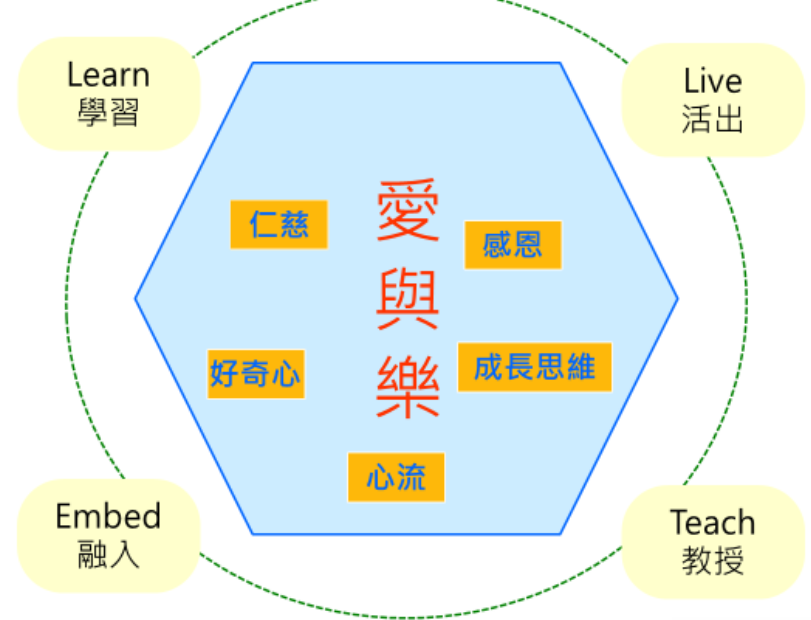 Learn
學習
Live
活出
愛
與
樂
仁慈
感恩
好奇心
成長思維
心流
Embed
融入
Teach
教授